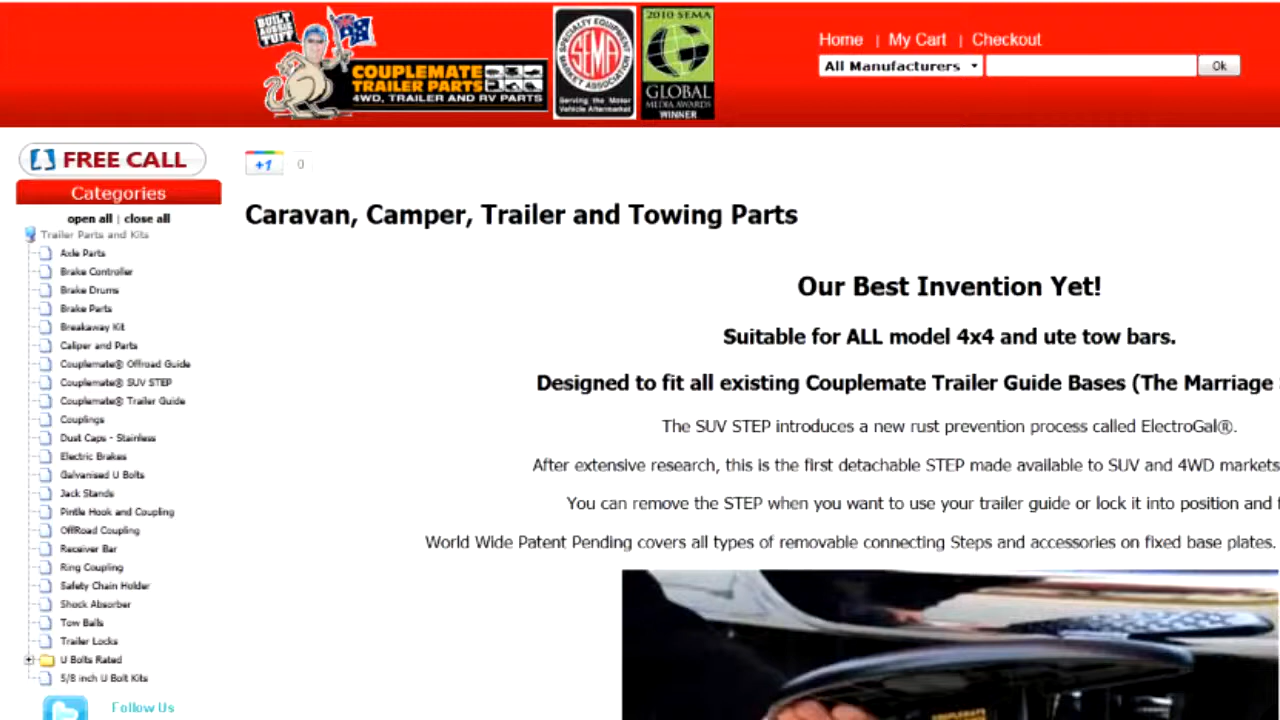 BUILT
AUSSIE
TUFF
COUPLEMATE
TRAILER PARTS
4WD, TRAILER AND RV PARTS
SPECIALTY EQUIPMENT
SEMA
MARKET ASSOCIATION
Serving the Motor
Vehicle Aftermarket
2010 SEMA
GLOBAL
MEDIA AWARDS
WINNER
Home | My Cart | Checkout
All Manufacturers Ok
FREE CALL
+1 0
Categories
open all | close all
Trailer Parts and Kits
Axle Parts
Brake Controller
Brake Drums
Brake Parts
Breakaway Kit
Caliper and Parts
Couplemate® Offroad Guide
Couplemate® SUV STEP
Couplemate® Trailer Guide
Couplings
Dust Caps - Stainless
Electric Brakes
Galvanised U Bolts
Jack Stands
Pintle Hook and Coupling
OffRoad Coupling
Receiver Bar
Ring Coupling
Safety Chain Holder
Shock Absorber
Tow Balls
Trailer Locks
U Bolts Rated
5/8 inch U Bolt Kits
Follow Us
Caravan, Camper, Trailer and Towing Parts
Our Best Invention Yet!
Suitable for ALL model 4x4 and ute tow bars.
Designed to fit all existing Couplemate Trailer Guide Bases (The Marriage
The SUV STEP introduces a new rust prevention process called ElectroGal®.
After extensive research, this is the first detachable STEP made available to SUV and 4WD markets
You can remove the STEP when you want to use your trailer guide or lock it into position and
World Wide Patent Pending covers all types of removable connecting Steps and accessories on fixed base plates.
COUPLEMATE